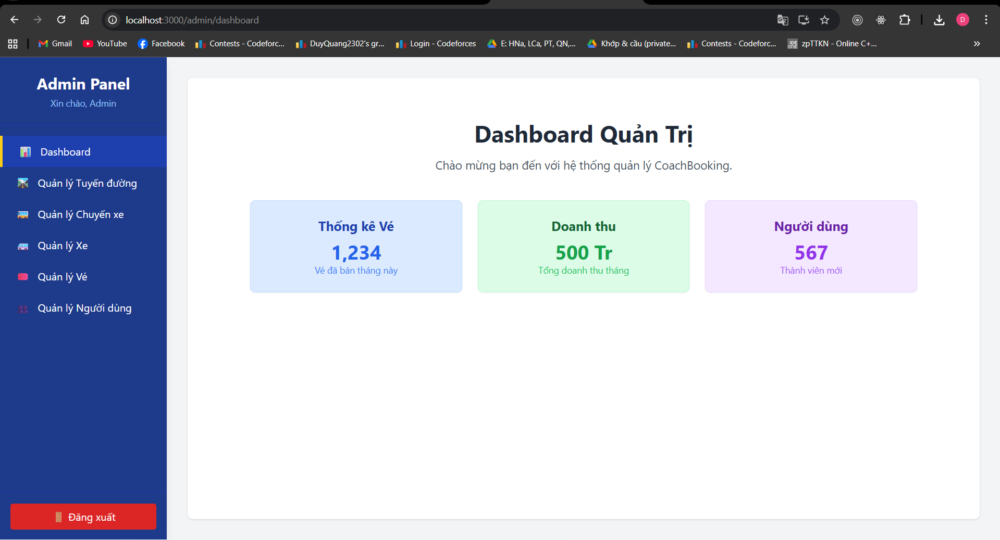 localhost:3000/admin/dashboard
D
Gmail
YouTube
Facebook
Contests - Codeforc...
DuyQuang2302's gr...
Login - Codeforces
E: HNa, LCa, PT, QN,...
Khớp & cầu (private...
Contests - Codeforc...
IDE ONE
zpTTKN - Online C+...
Admin Panel
Xin chào, Admin
Dashboard
Quản lý Tuyến đường
Quản lý Chuyến xe
Quản lý Xe
Quản lý Vé
Quản lý Người dùng
Đăng xuất
Dashboard Quản Trị
Chào mừng bạn đến với hệ thống quản lý CoachBooking.
Thống kê Vé
1,234
Vé đã bán tháng này
Doanh thu
500 Tr
Tổng doanh thu tháng
Người dùng
567
Thành viên mới